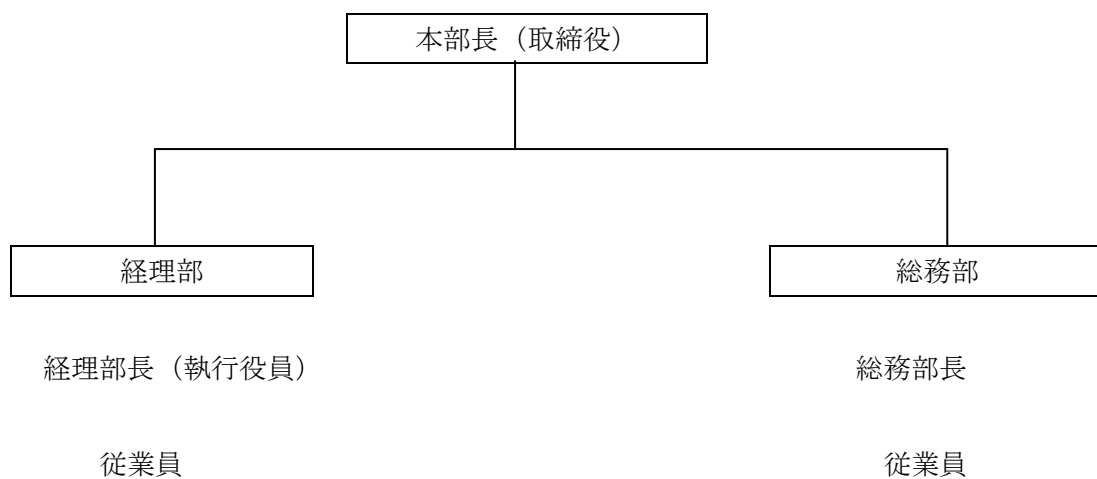 本部長（取締役）
経理部
総務部
経理部長（執行役員）
総務部長
従業員
従業員